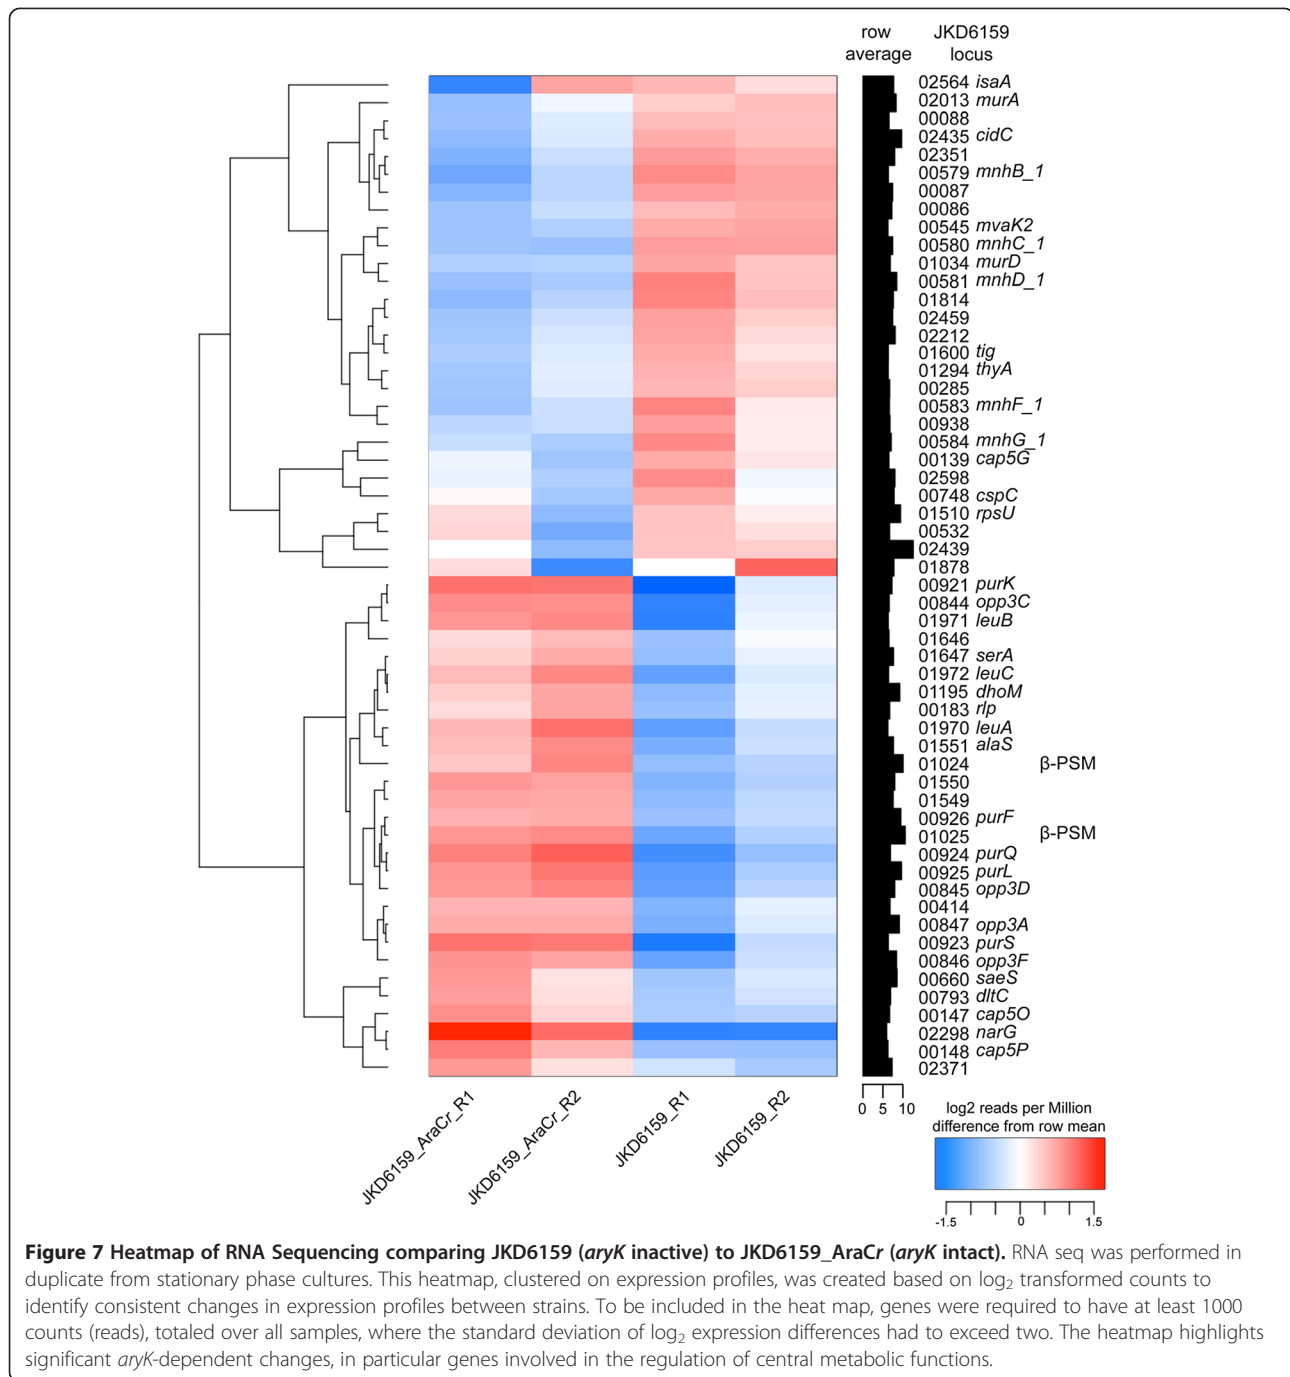 row average
JKD6159 locus
02564 isaA
02013 murA
00088
02435 cidC
02351
00579 mnhB_1
00087
00086
00545 mvaK2
00580 mnhC_1
01034 murD
00581 mnhD_1
01814
02459
02212
01600 tig
01294 thyA
00285
00583 mnhF_1
00938
00584 mnhG_1
00139 cap5G
02598
00748 cspC
01510 rpsU
00532
02439
01878
00921 purK
00844 opp3C
01971 leuB
01646
01647 serA
01972 leuC
01195 dhoM
00183 rlp
01970 leuA
01551 alaS
01024 β-PSM
01550
01549
00926 purF
01025 β-PSM
00924 purQ
00925 purL
00845 opp3D
00414
00847 opp3A
00923 purS
00846 opp3F
00660 saeS
00793 dltC
00147 cap5O
02298 narG
00148 cap5P
02371
JKD6159_AraCr_R1
JKD6159_AraCr_R2
JKD6159_R1
JKD6159_R2
0 5 10
log2 reads per Million
difference from row mean
-1.5 0 1.5
Figure 7 Heatmap of RNA Sequencing comparing JKD6159 (aryK inactive) to JKD6159_AraCr (aryK intact). RNA seq was performed in
duplicate from stationary phase cultures. This heatmap, clustered on expression profiles, was created based on log2 transformed counts to
identify consistent changes in expression profiles between strains. To be included in the heat map, genes were required to have at least 1000
counts (reads), totaled over all samples, where the standard deviation of log2 expression differences had to exceed two. The heatmap highlights
significant aryK-dependent changes, in particular genes involved in the regulation of central metabolic functions.